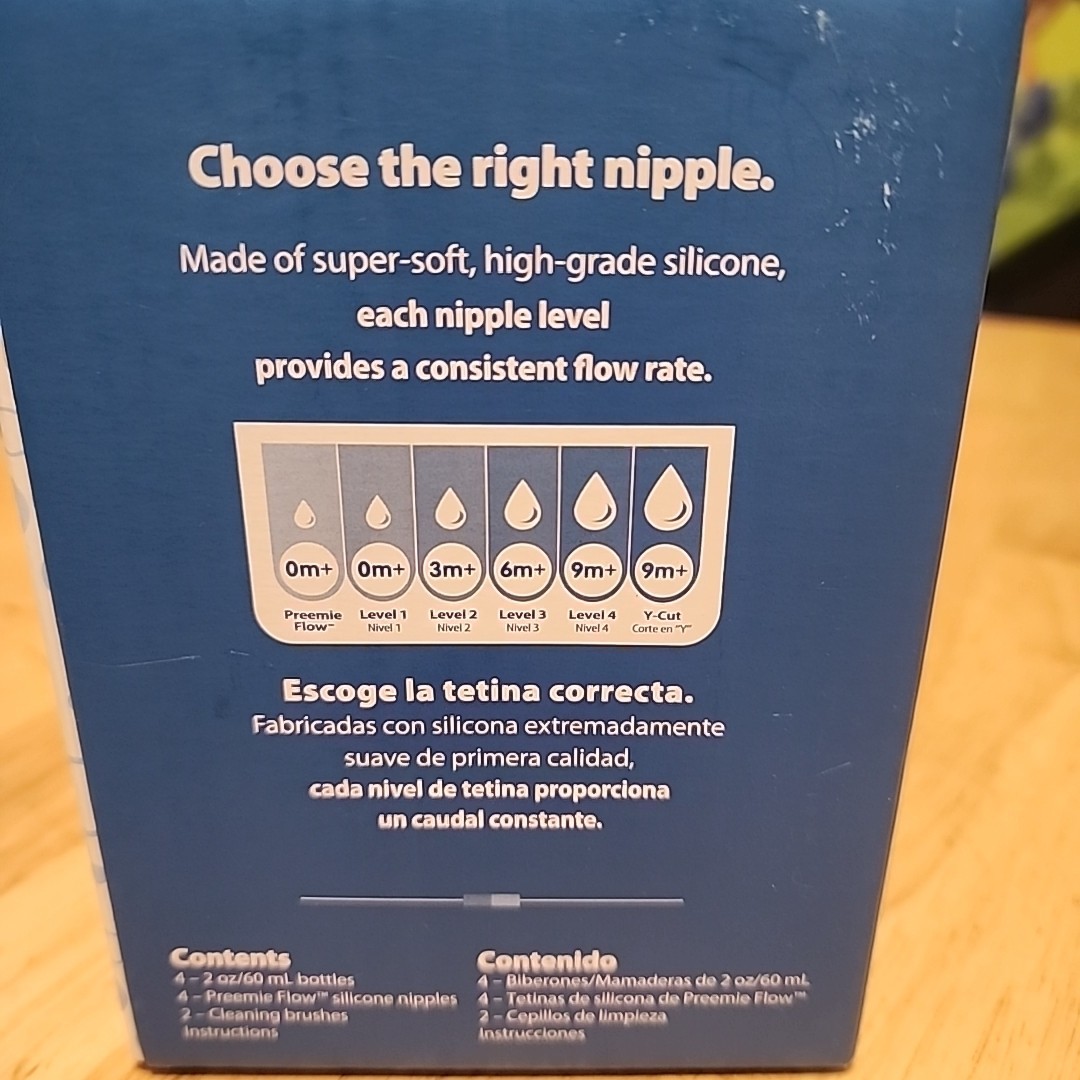 Choose the right nipple.
Made of super-soft, high-grade silicone,
each nipple level
provides a consistent flow rate.
0m+ 0m+ 3m+ 6m+ 9m+ 9m+
Preemie Flow™ Level 1 Level 2 Level 3 Level 4 Y-Cut
Nivel 1 Nivel 2 Nivel 3 Nivel 4 Corte en "Y"
Escoge la tetina correcta.
Fabricadas con silicona extremadamente
suave de primera calidad,
cada nivel de tetina proporciona
un caudal constante.
Contents
4 - 2 oz/60 mL bottles
4 - Preemie Flow™ silicone nipples
2 - Cleaning brushes
Instructions
Contenido
4 - Biberones/Mamaderas de 2 oz/60 mL
4 - Tetinas de silicona de Preemie Flow™
2 - Cepillos de limpieza
Instrucciones